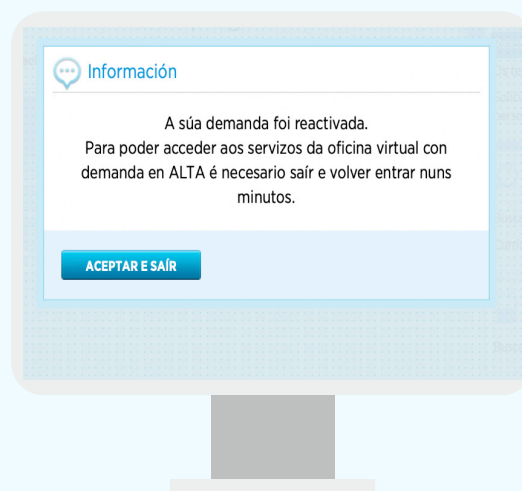 Información
A súa demanda foi reactivada.
Para poder acceder aos servizos da oficina virtual con
demanda en ALTA é necesario saír e volver entrar nuns
minutos.
ACEPTAR E SAÍR